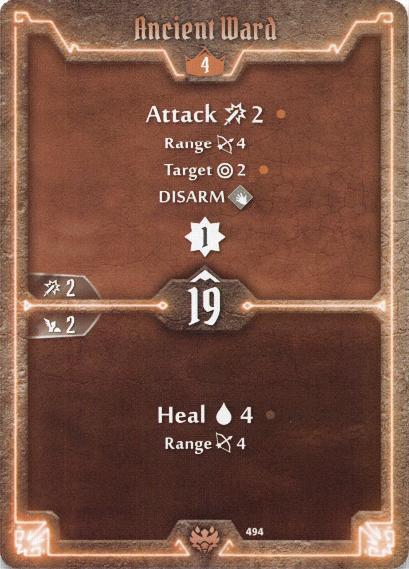 Ancient Ward
4
Attack 2
Range 4
Target 2
DISARM
1
2
19
2
Heal 4
Range 4
494